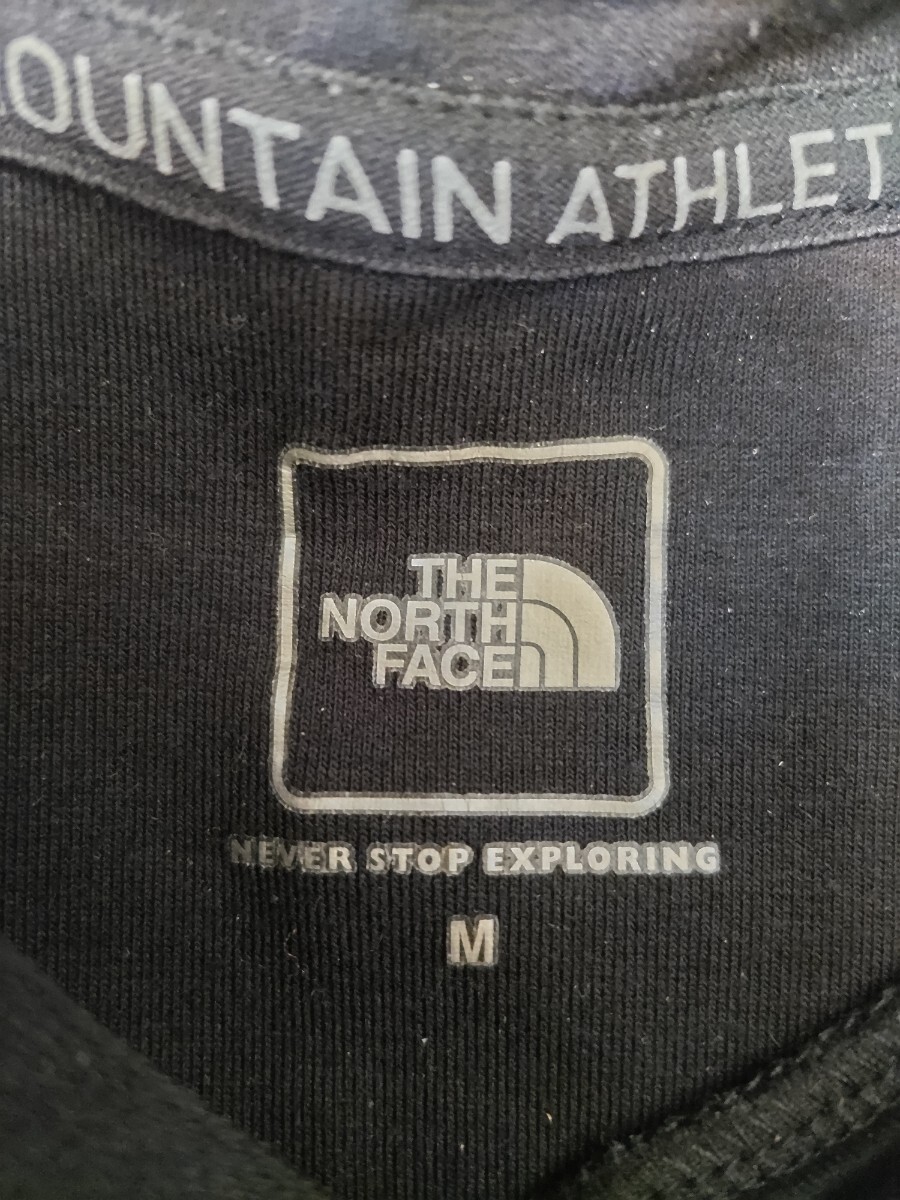 OUNTAIN ATHLET
THE
NORTH
FACE
NEVER STOP EXPLORING
M